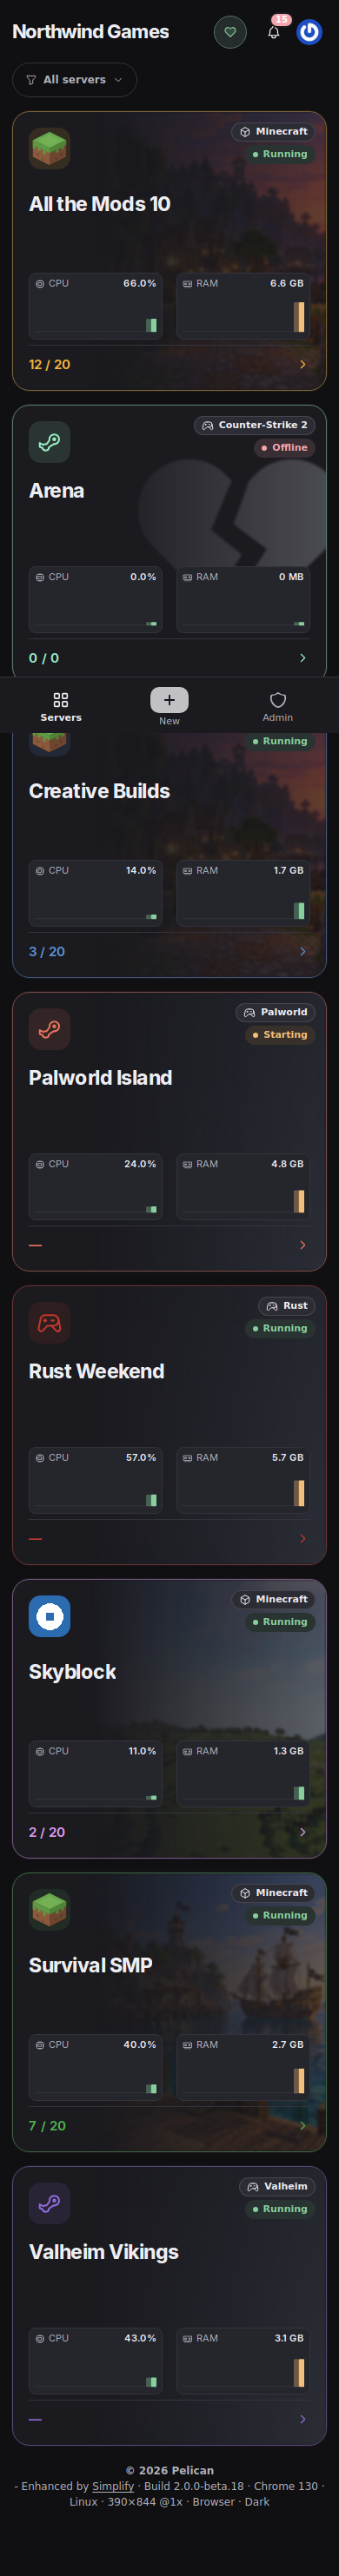 Northwind Games
15
All servers
Minecraft
Running
All the Mods 10
CPU 66.0%
RAM 6.6 GB
12 / 20
Counter-Strike 2
Offline
Arena
CPU 0.0%
RAM 0 MB
0 / 0
Servers
New
Admin
Running
Creative Builds
CPU 14.0%
RAM 1.7 GB
3 / 20
Palworld
Starting
Palworld Island
CPU 24.0%
RAM 4.8 GB
—
Rust
Running
Rust Weekend
CPU 57.0%
RAM 5.7 GB
—
Minecraft
Running
Skyblock
CPU 11.0%
RAM 1.3 GB
2 / 20
Minecraft
Running
Survival SMP
CPU 40.0%
RAM 2.7 GB
7 / 20
Valheim
Running
Valheim Vikings
CPU 43.0%
RAM 3.1 GB
—
© 2026 Pelican
- Enhanced by Simplify · Build 2.0.0-beta.18 · Chrome 130 ·
Linux · 390×844 @1x · Browser · Dark